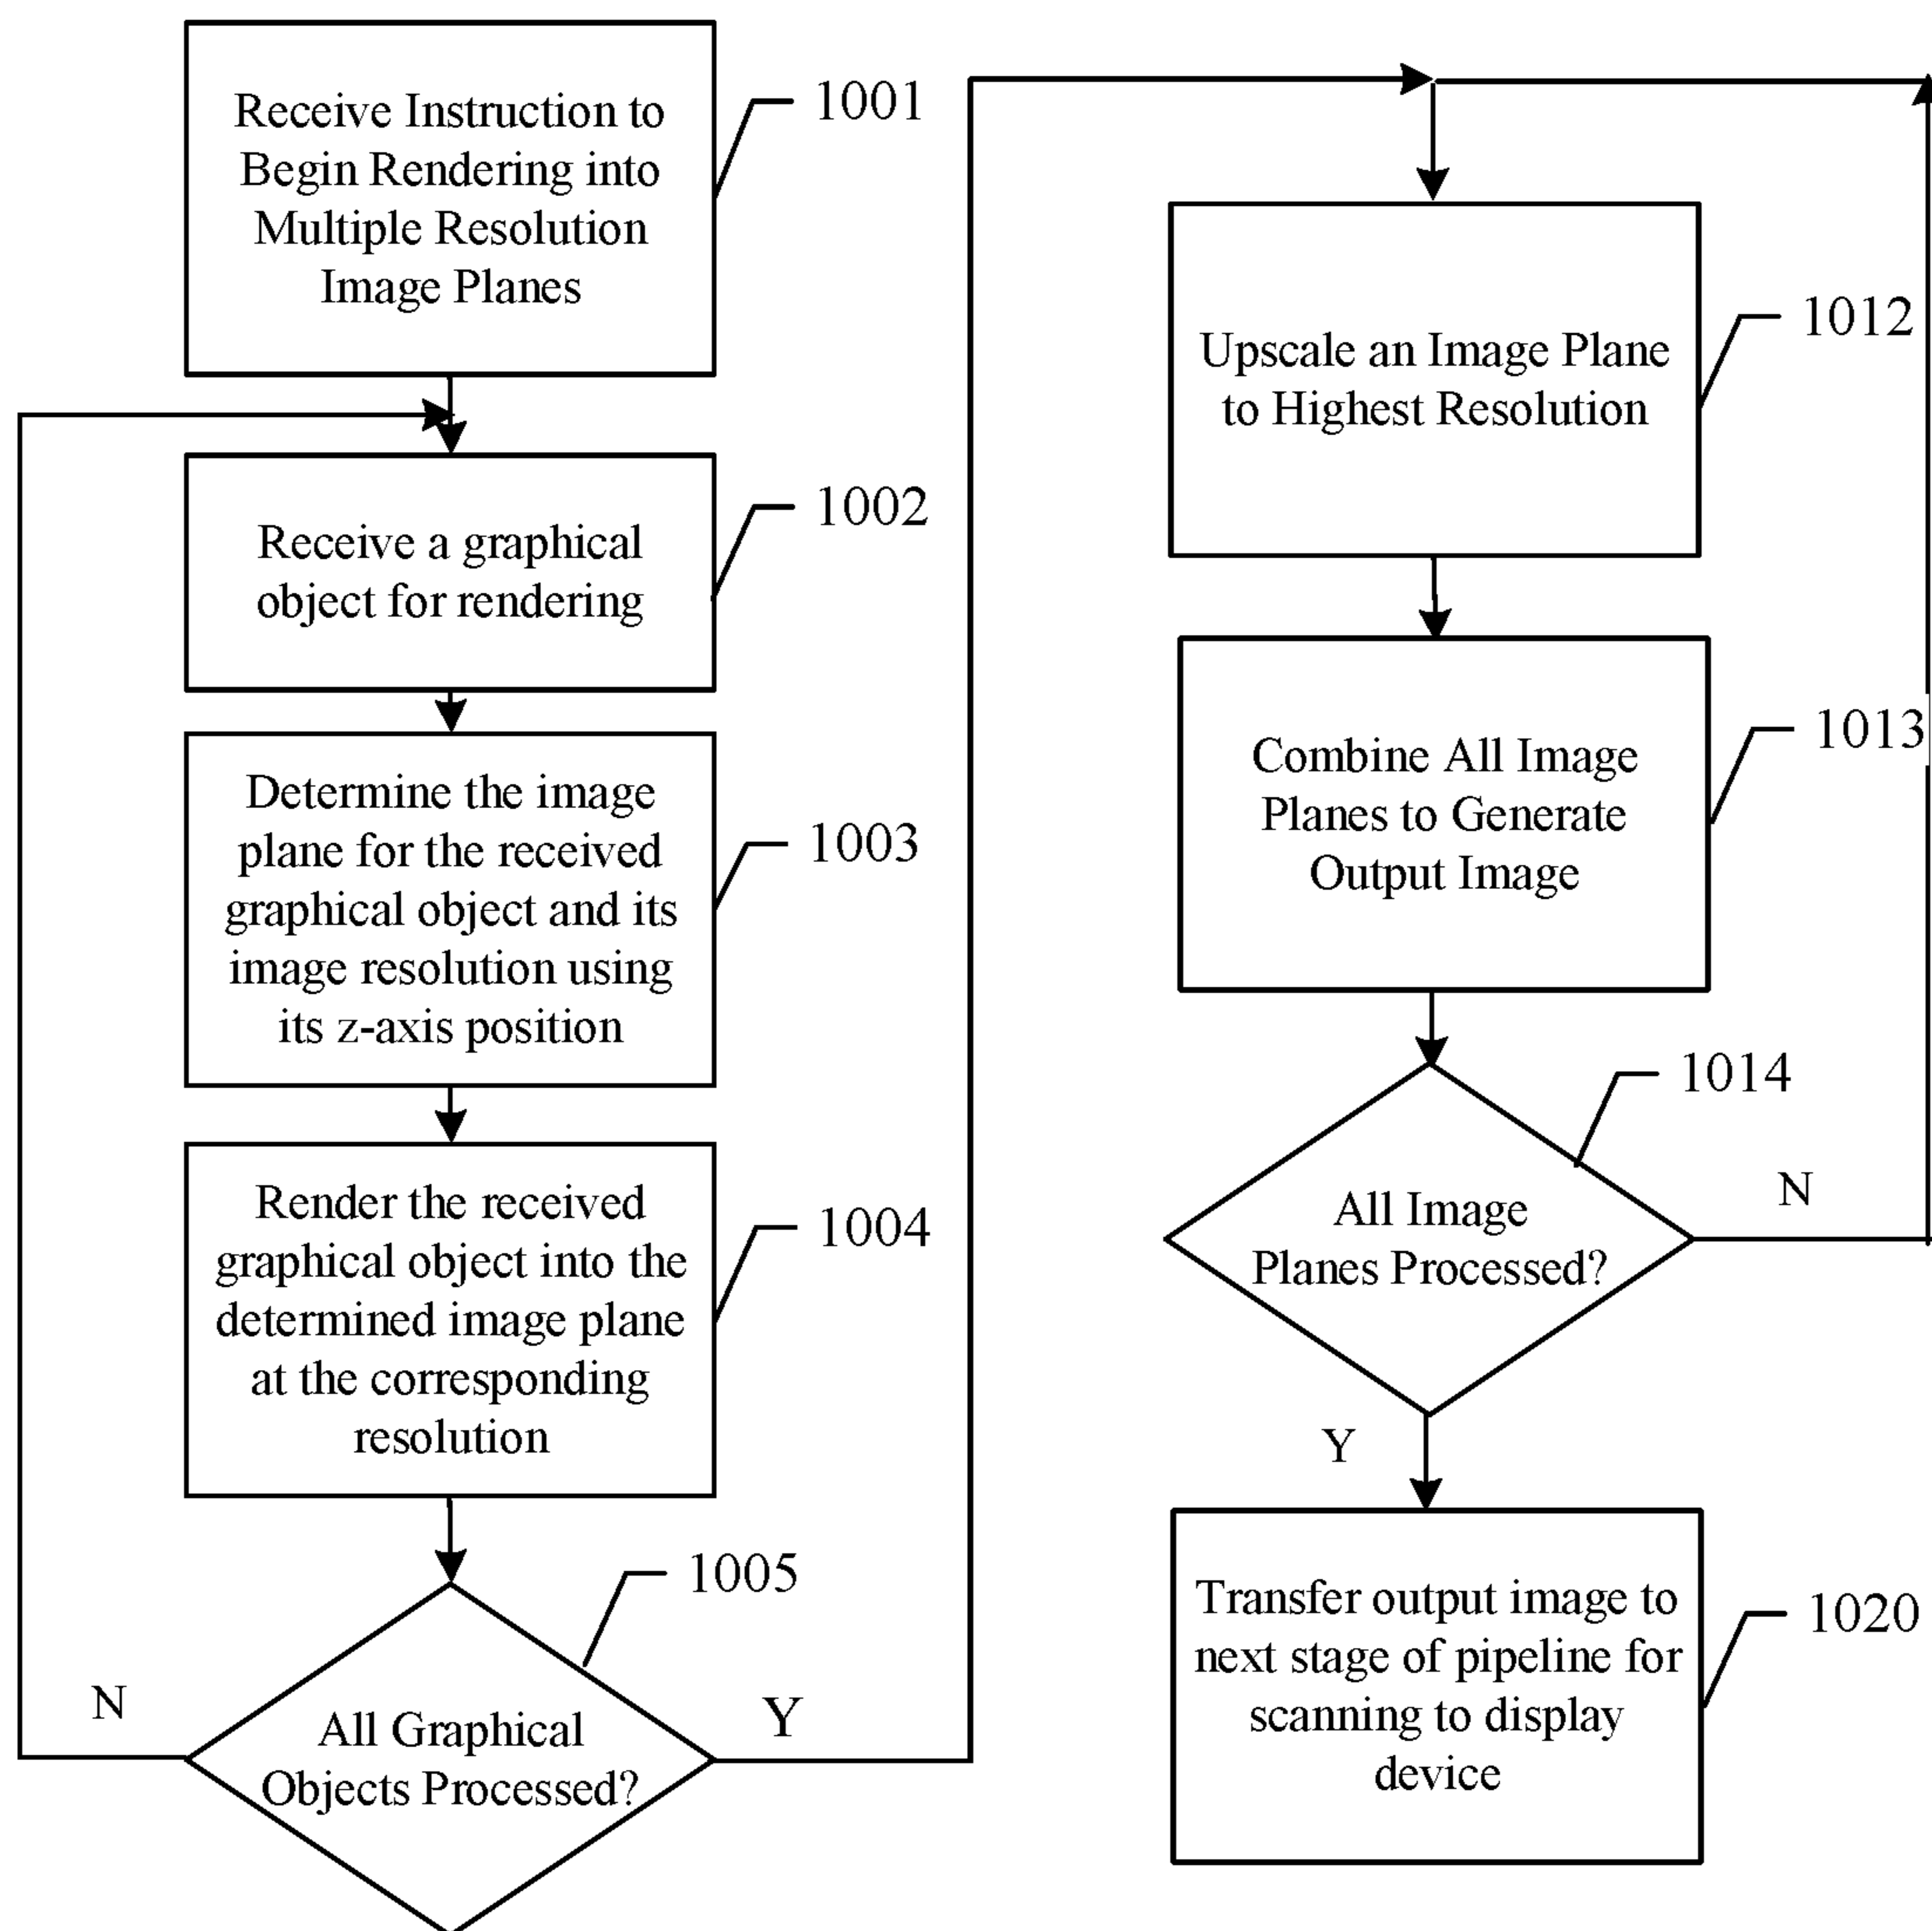 Receive Instruction to
Begin Rendering into
Multiple Resolution
Image Planes
1001
Receive a graphical
object for rendering
1002
Determine the image
plane for the received
graphical object and its
image resolution using
its z-axis position
1003
Render the received
graphical object into the
determined image plane
at the corresponding
resolution
1004
All Graphical
Objects Processed?
1005
N
Y
Upscale an Image Plane
to Highest Resolution
1012
Combine All Image
Planes to Generate
Output Image
1013
All Image
Planes Processed?
1014
N
Y
Transfer output image to
next stage of pipeline for
scanning to display
device
1020